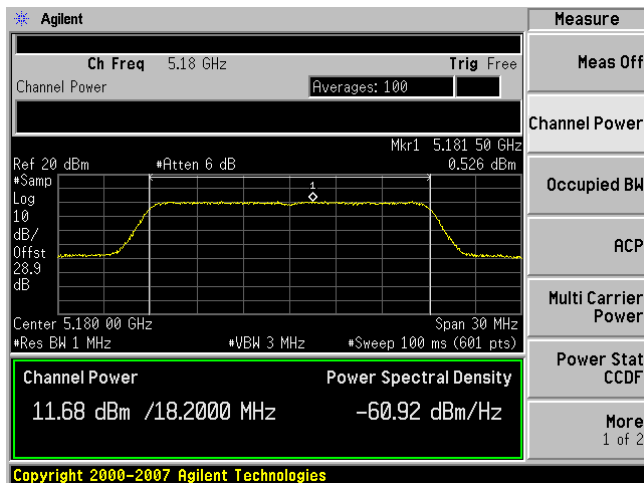 Agilent
Measure
Ch Freq 5.18 GHz Trig Free
Channel Power Averages: 100
Mkr1 5.181 50 GHz
Ref 20 dBm #Atten 6 dB 0.526 dBm
#Samp
Log
10
dB/
Offst
28.9
dB
1
Center 5.180 00 GHz Span 30 MHz
#Res BW 1 MHz #VBW 3 MHz #Sweep 100 ms (601 pts)
Channel Power Power Spectral Density
11.68 dBm /18.2000 MHz -60.92 dBm/Hz
Copyright 2000-2007 Agilent Technologies
Meas Off
Channel Power
Occupied BW
ACP
Multi Carrier
Power
Power Stat
CCDF
More
1 of 2